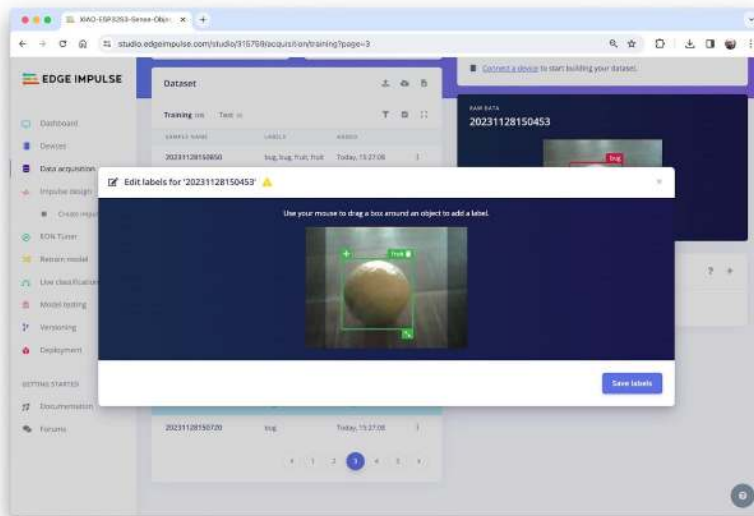 XIAO-ESP32S3-Sense-Objec
studio.edgeimpulse.com/studio/315759/acquisition/training?page=3
EDGE IMPULSE
Dashboard
Devices
Data acquisition
Impulse design
Create impul
EON Tuner
Retrain model
Live classification
Model testing
Versioning
Deployment
GETTING STARTED
Documentation
Forums
Dataset
Training
Test
SAMPLE NAME LABELS ADDED
20231128150850 bug, bug, fruit, fruit Today, 15:27:08
Connect a device to start building your dataset.
RAW DATA
20231128150453
bug
Edit labels for '20231128150453'
Use your mouse to drag a box around an object to add a label.
fruit
Save labels
20231128150720 bug Today, 15:27:08
1 2 3 4 5